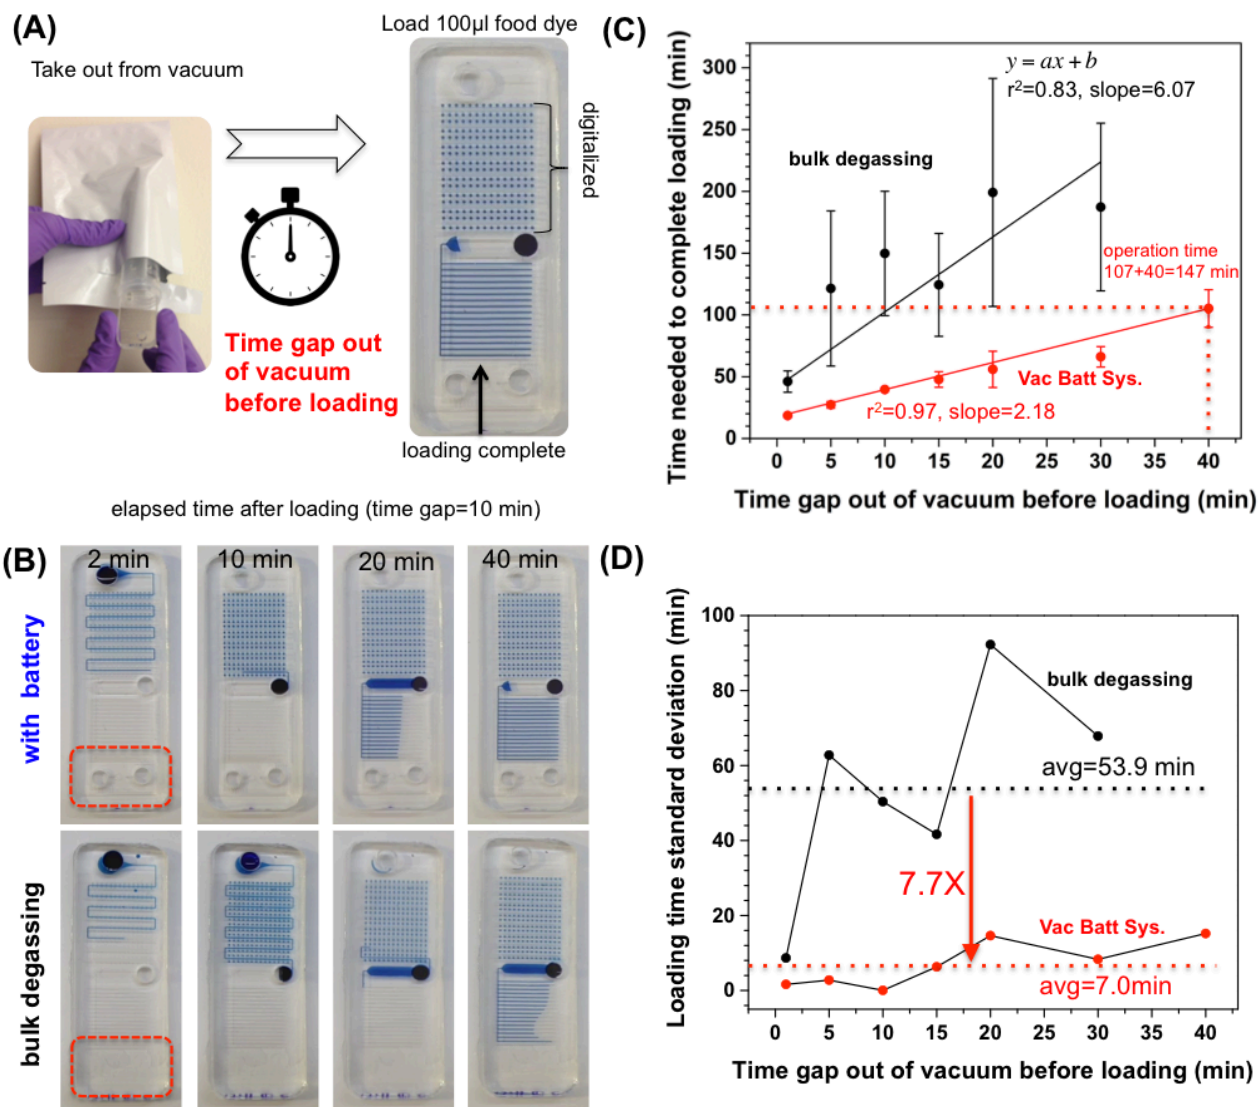 (A)
Take out from vacuum
Load 100µl food dye
digitalized
Time gap out
of vacuum
before loading
loading complete
elapsed time after loading (time gap=10 min)
(B)
2 min
10 min
20 min
40 min
with battery
bulk degassing
(C)
Time needed to complete loading (min)
300
250
200
150
100
50
0
y = ax + b
r²=0.83, slope=6.07
bulk degassing
operation time
107+40=147 min
Vac Batt Sys.
r²=0.97, slope=2.18
0 5 10 15 20 30 40
Time gap out of vacuum before loading (min)
(D)
Loading time standard deviation (min)
100
80
60
40
20
0
bulk degassing
avg=53.9 min
7.7X
Vac Batt Sys.
avg=7.0min
0 5 10 15 20 30 40
Time gap out of vacuum before loading (min)